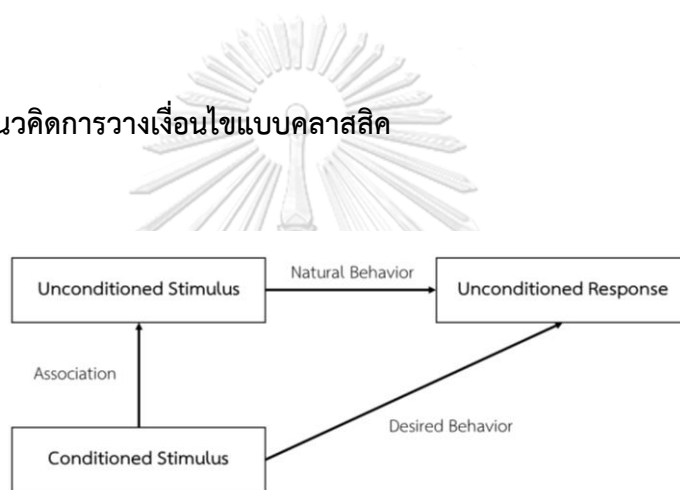 นวคิดการวางเงื่อนไขแบบคลาสสิค
Unconditioned Stimulus
Natural Behavior
Unconditioned Response
Association
Desired Behavior
Conditioned Stimulus